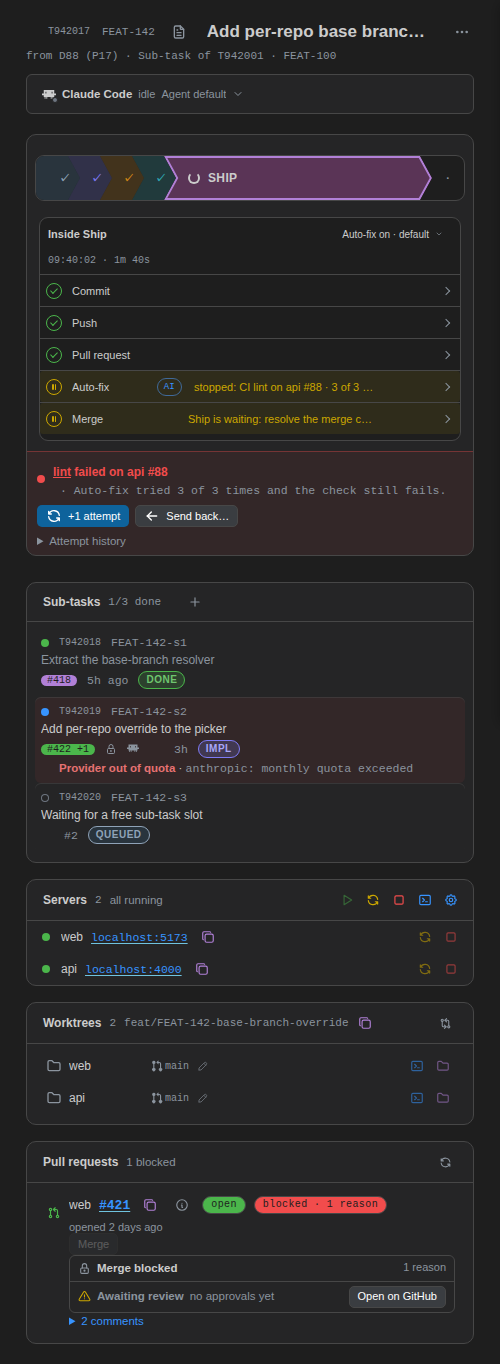 T942017 FEAT-142 Add per-repo base branc…
from D88 (P17) · Sub-task of T942001 · FEAT-100
Claude Code idle Agent default
SHIP
Inside Ship Auto-fix on · default
09:40:02 · 1m 40s
Commit
Push
Pull request
Auto-fix AI stopped: CI lint on api #88 · 3 of 3 …
Merge Ship is waiting: resolve the merge c…
lint failed on api #88
· Auto-fix tried 3 of 3 times and the check still fails.
+1 attempt Send back…
Attempt history
Sub-tasks 1/3 done
T942018 FEAT-142-s1
Extract the base-branch resolver
#418 5h ago DONE
T942019 FEAT-142-s2
Add per-repo override to the picker
#422 +1 3h IMPL
Provider out of quota · anthropic: monthly quota exceeded
T942020 FEAT-142-s3
Waiting for a free sub-task slot
#2 QUEUED
Servers 2 all running
web localhost:5173
api localhost:4000
Worktrees 2 feat/FEAT-142-base-branch-override
web main
api main
Pull requests 1 blocked
web #421 open blocked · 1 reason
opened 2 days ago
Merge
Merge blocked 1 reason
Awaiting review no approvals yet Open on GitHub
2 comments